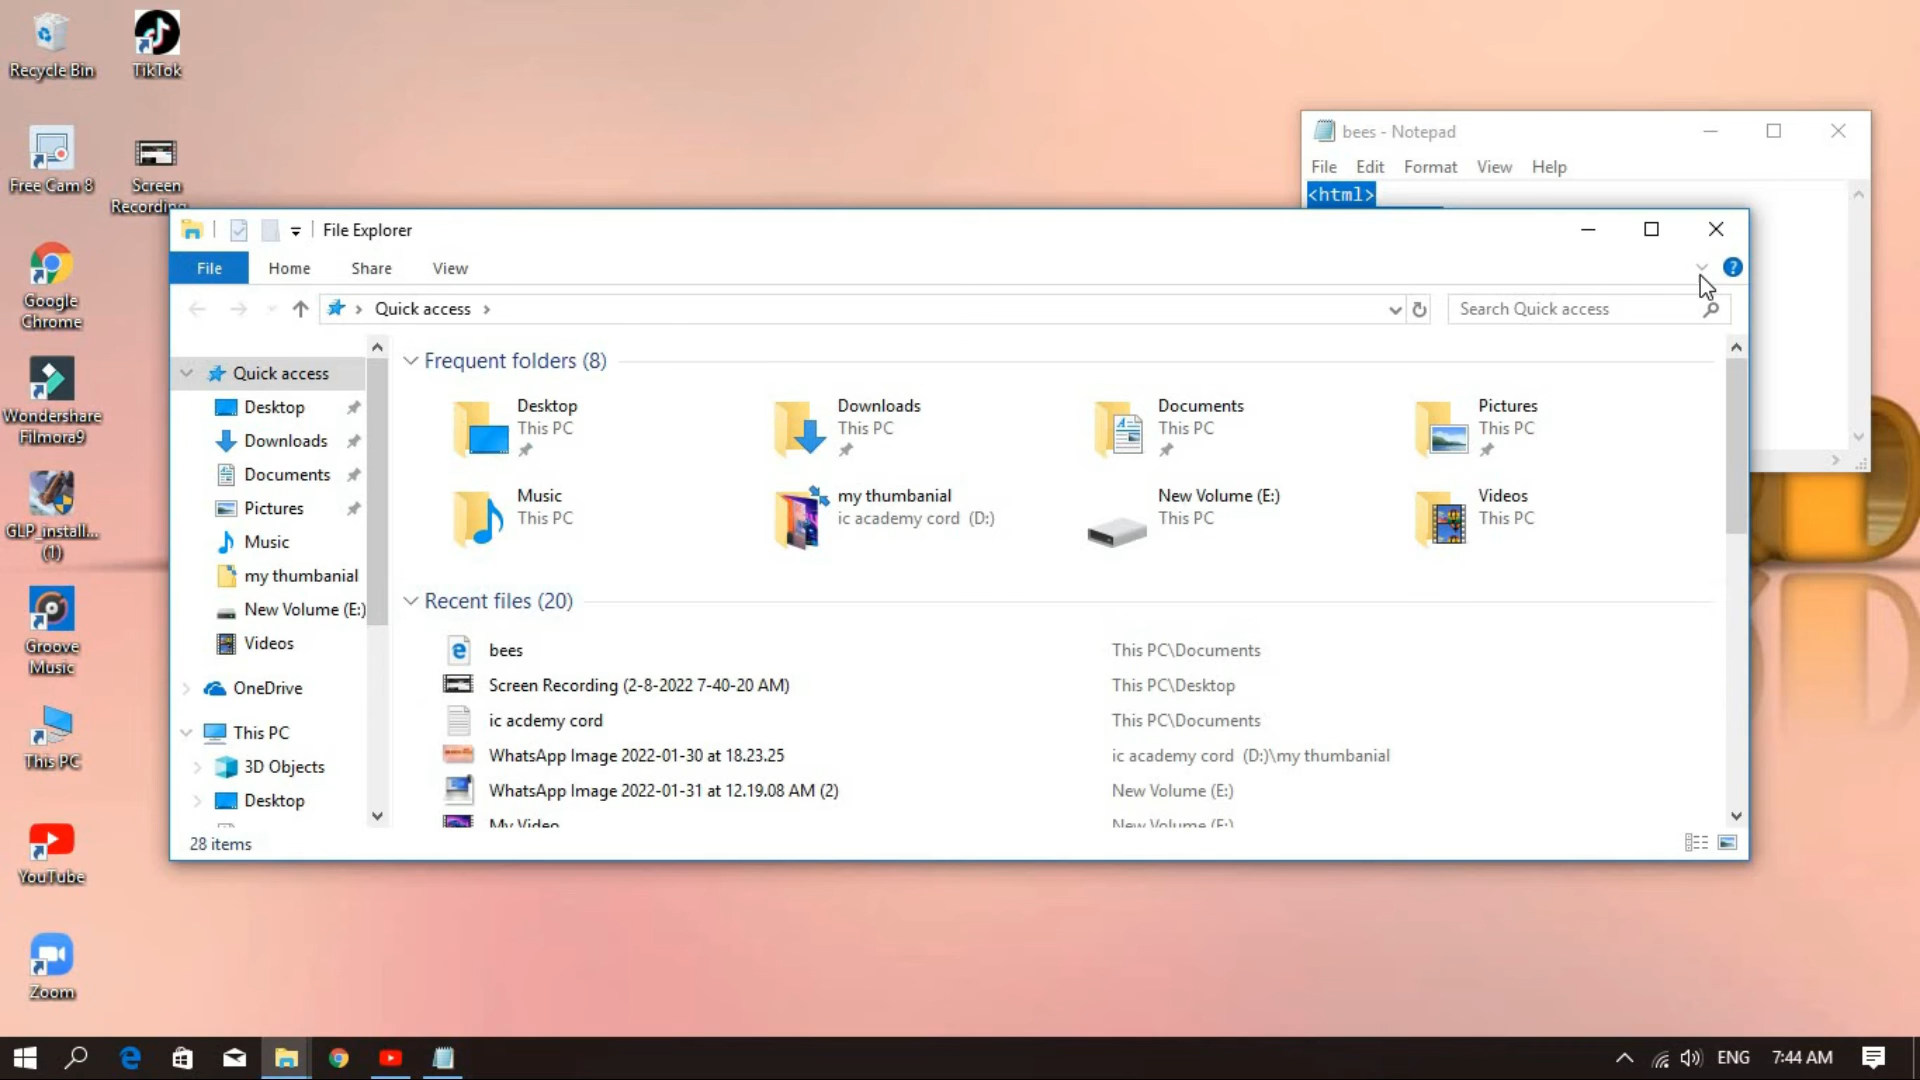 Recycle Bin
TikTok
Free Cam 8
Screen
Recording
Google
Chrome
Wondershare
Filmora9
GLP_install...
(1)
Groove
Music
This PC
YouTube
Zoom
bees - Notepad
File Edit Format View Help
<html>
File Explorer
File Home Share View
Quick access
Search Quick access
Quick access
Desktop
Downloads
Documents
Pictures
Music
my thumbanial
New Volume (E:)
Videos
OneDrive
This PC
3D Objects
Desktop
Frequent folders (8)
Desktop
This PC
Downloads
This PC
Documents
This PC
Pictures
This PC
Music
This PC
my thumbanial
ic academy cord (D:)
New Volume (E:)
This PC
Videos
This PC
Recent files (20)
bees This PC\Documents
Screen Recording (2-8-2022 7-40-20 AM) This PC\Desktop
ic acdemy cord This PC\Documents
WhatsApp Image 2022-01-30 at 18.23.25 ic academy cord (D:)\my thumbanial
WhatsApp Image 2022-01-31 at 12.19.08 AM (2) New Volume (E:)
My Video New Volume (E:)
28 items
ENG 7:44 AM